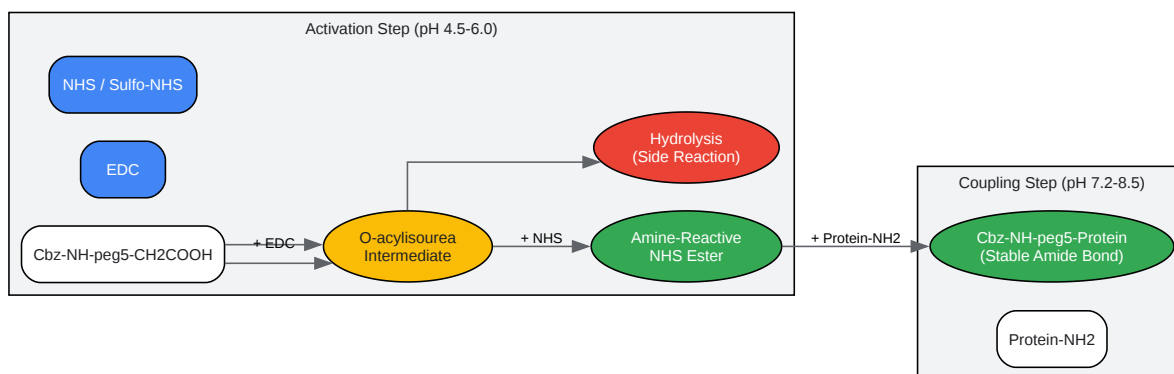 Activation Step (pH 4.5-6.0)
NHS / Sulfo-NHS
EDC
Hydrolysis
(Side Reaction)
Cbz-NH-peg5-CH2COOH
+ EDC
O-acylisourea
Intermediate
+ NHS
Amine-Reactive
NHS Ester
+ Protein-NH2
Coupling Step (pH 7.2-8.5)
Cbz-NH-peg5-Protein
(Stable Amide Bond)
Protein-NH2